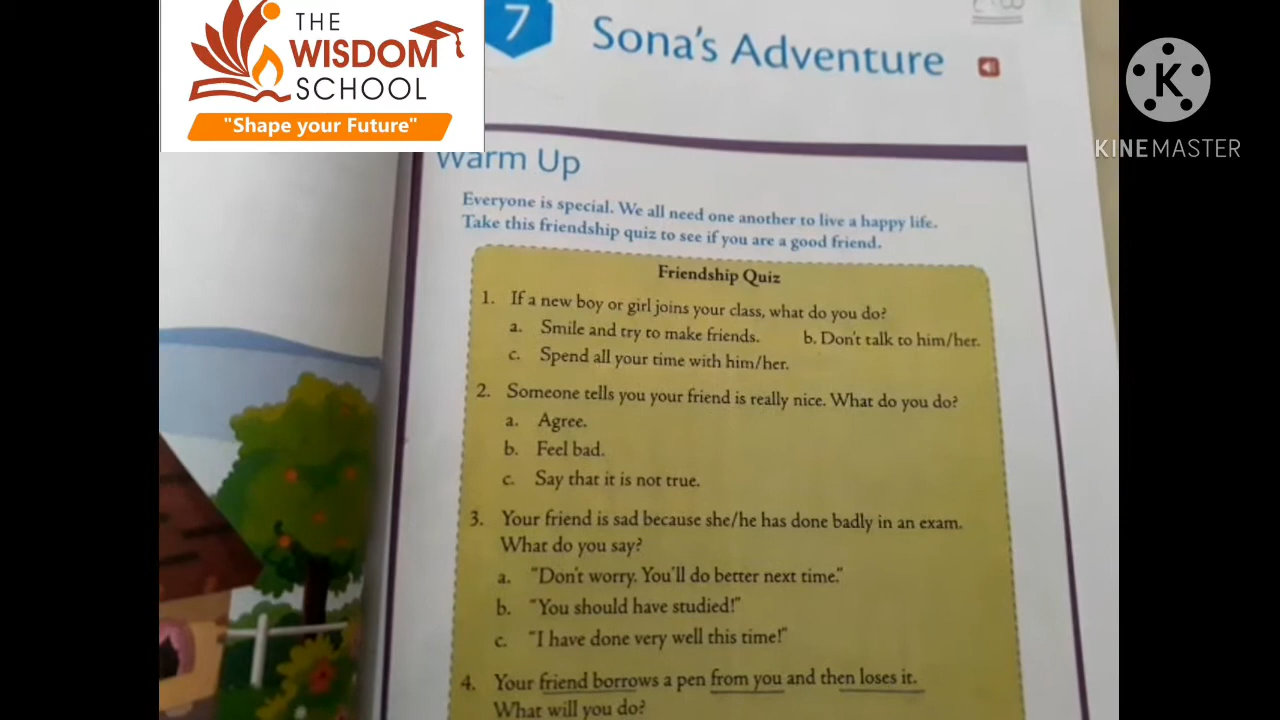 THE
WISDOM
SCHOOL
"Shape your Future"
7
Sona's Adventure
K
KINEMASTER
Warm Up
Everyone is special. We all need one another to live a happy life.
Take this friendship quiz to see if you are a good friend.
Friendship Quiz
1. If a new boy or girl joins your class, what do you do?
a. Smile and try to make friends. b. Don't talk to him/her.
c. Spend all your time with him/her.
2. Someone tells you your friend is really nice. What do you do?
a. Agree.
b. Feel bad.
c. Say that it is not true.
3. Your friend is sad because she/he has done badly in an exam.
What do you say?
a. "Don't worry. You'll do better next time."
b. "You should have studied!"
c. "I have done very well this time!"
4. Your friend borrows a pen from you and then loses it.
What will you do?